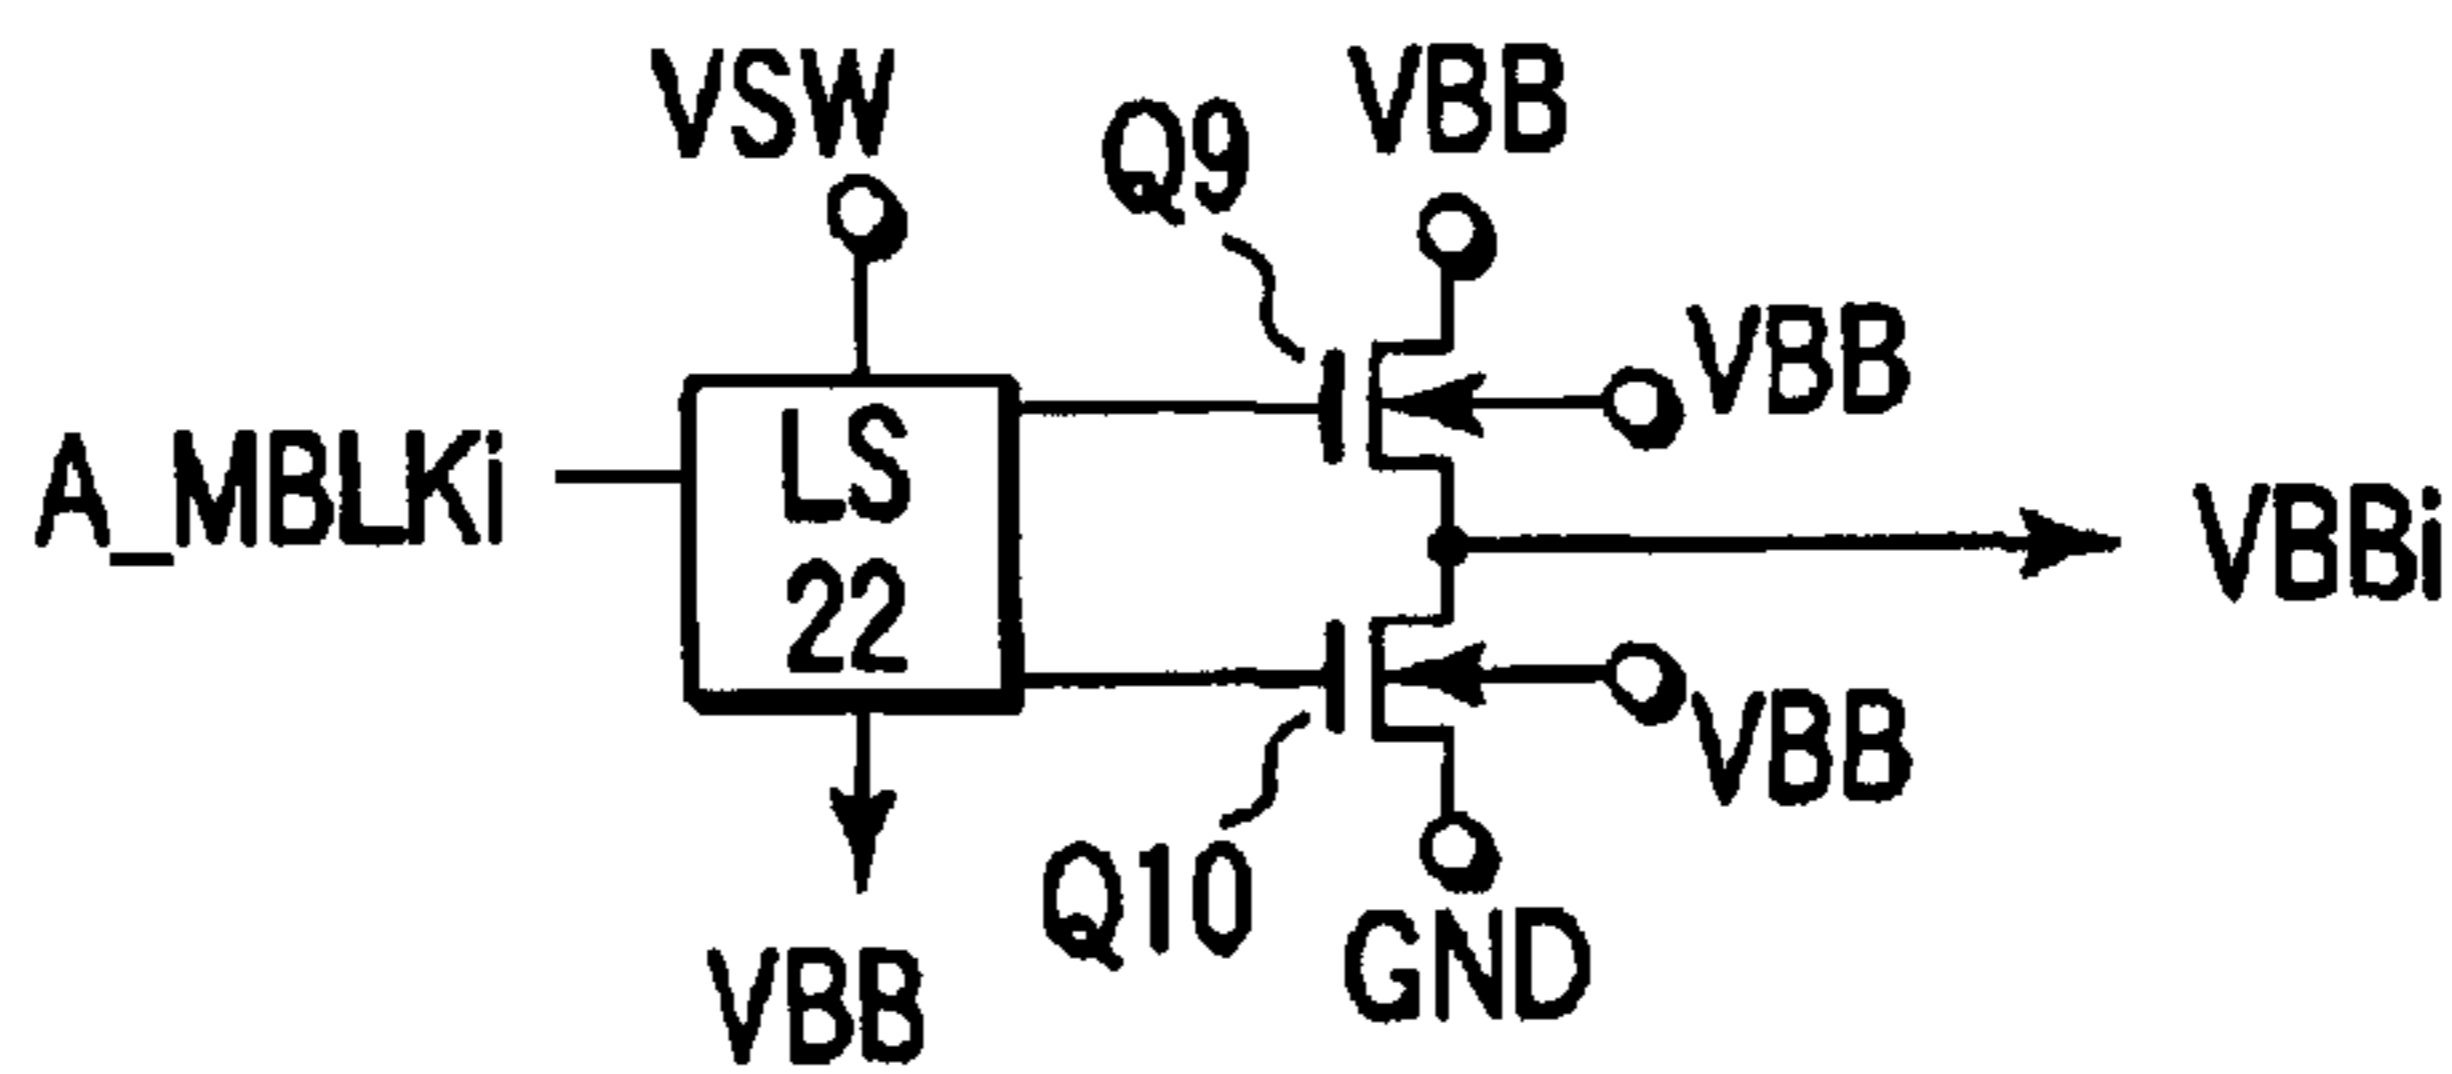 VSW
VBB
Q9
VBB
A_MBLKi
LS
22
VBBi
VBB
Q10
GND
VBB